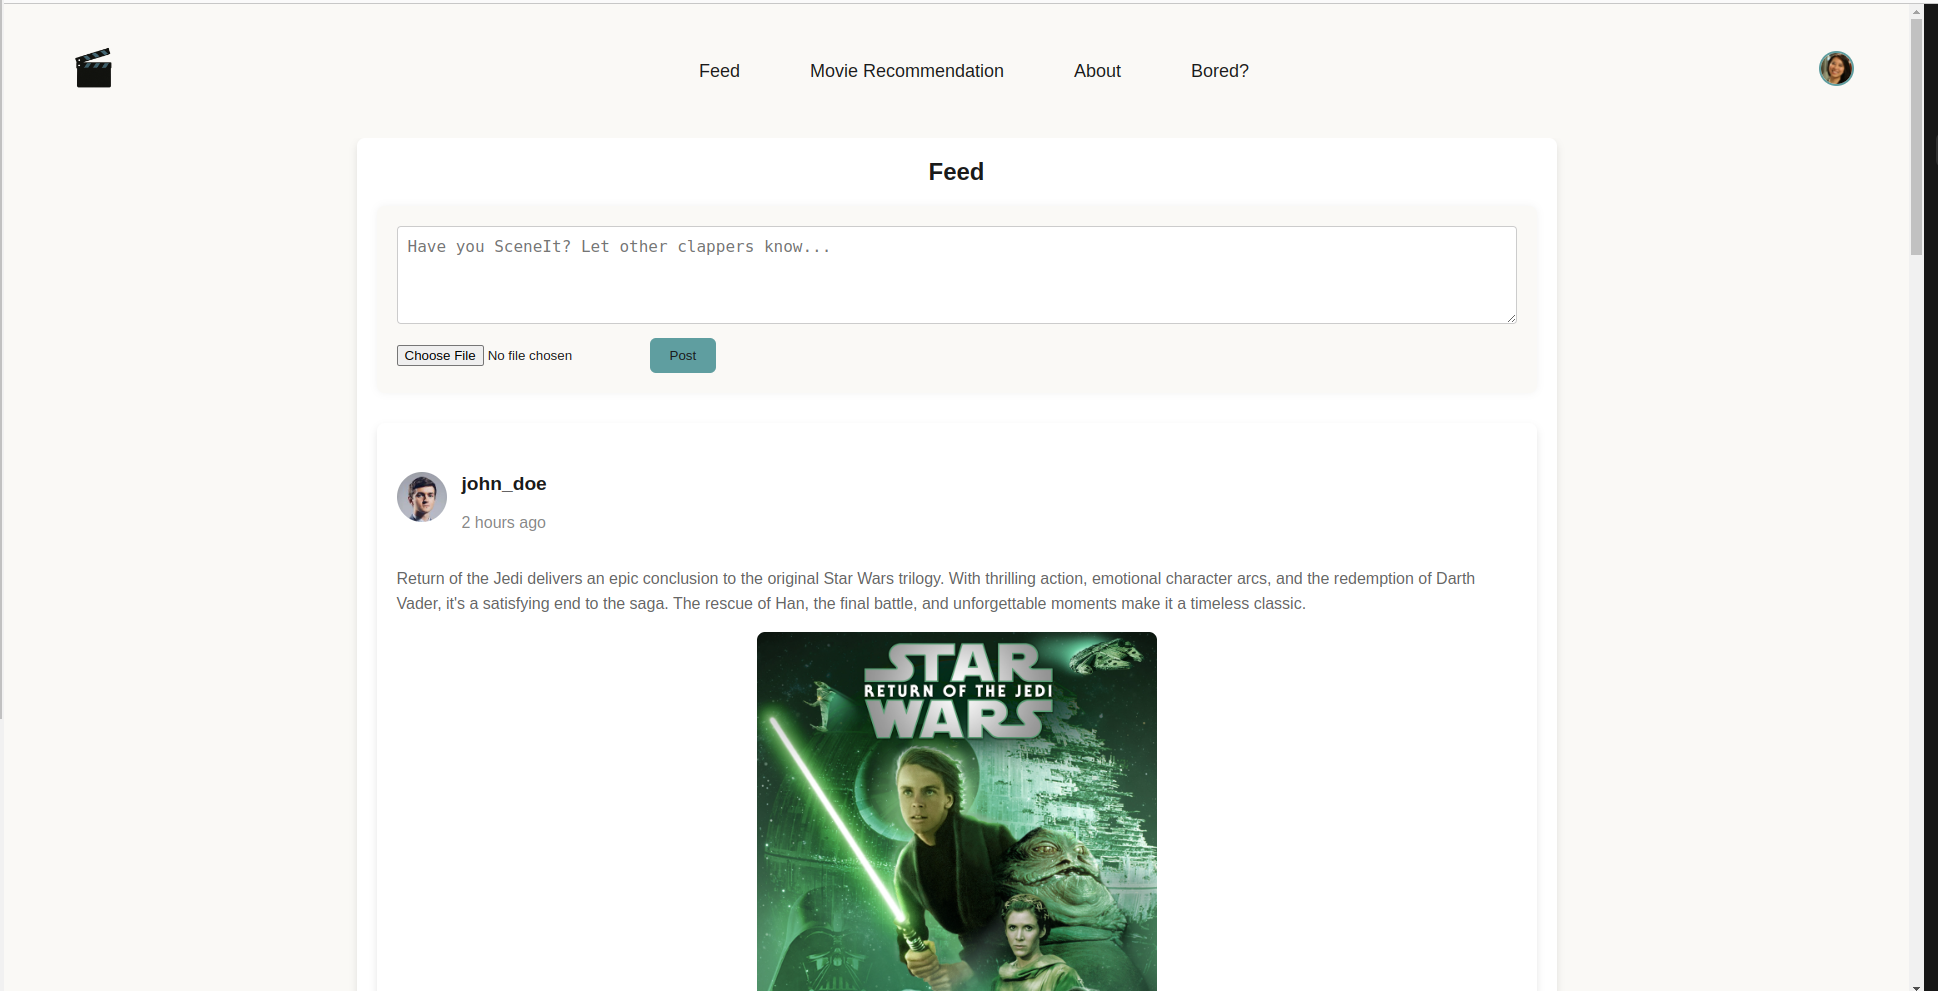 Feed
Movie Recommendation
About
Bored?
Feed
Have you SceneIt? Let other clappers know...
Choose File No file chosen
Post
john_doe
2 hours ago
Return of the Jedi delivers an epic conclusion to the original Star Wars trilogy. With thrilling action, emotional character arcs, and the redemption of Darth
Vader, it's a satisfying end to the saga. The rescue of Han, the final battle, and unforgettable moments make it a timeless classic.
STAR
RETURN OF THE JEDI
WARS